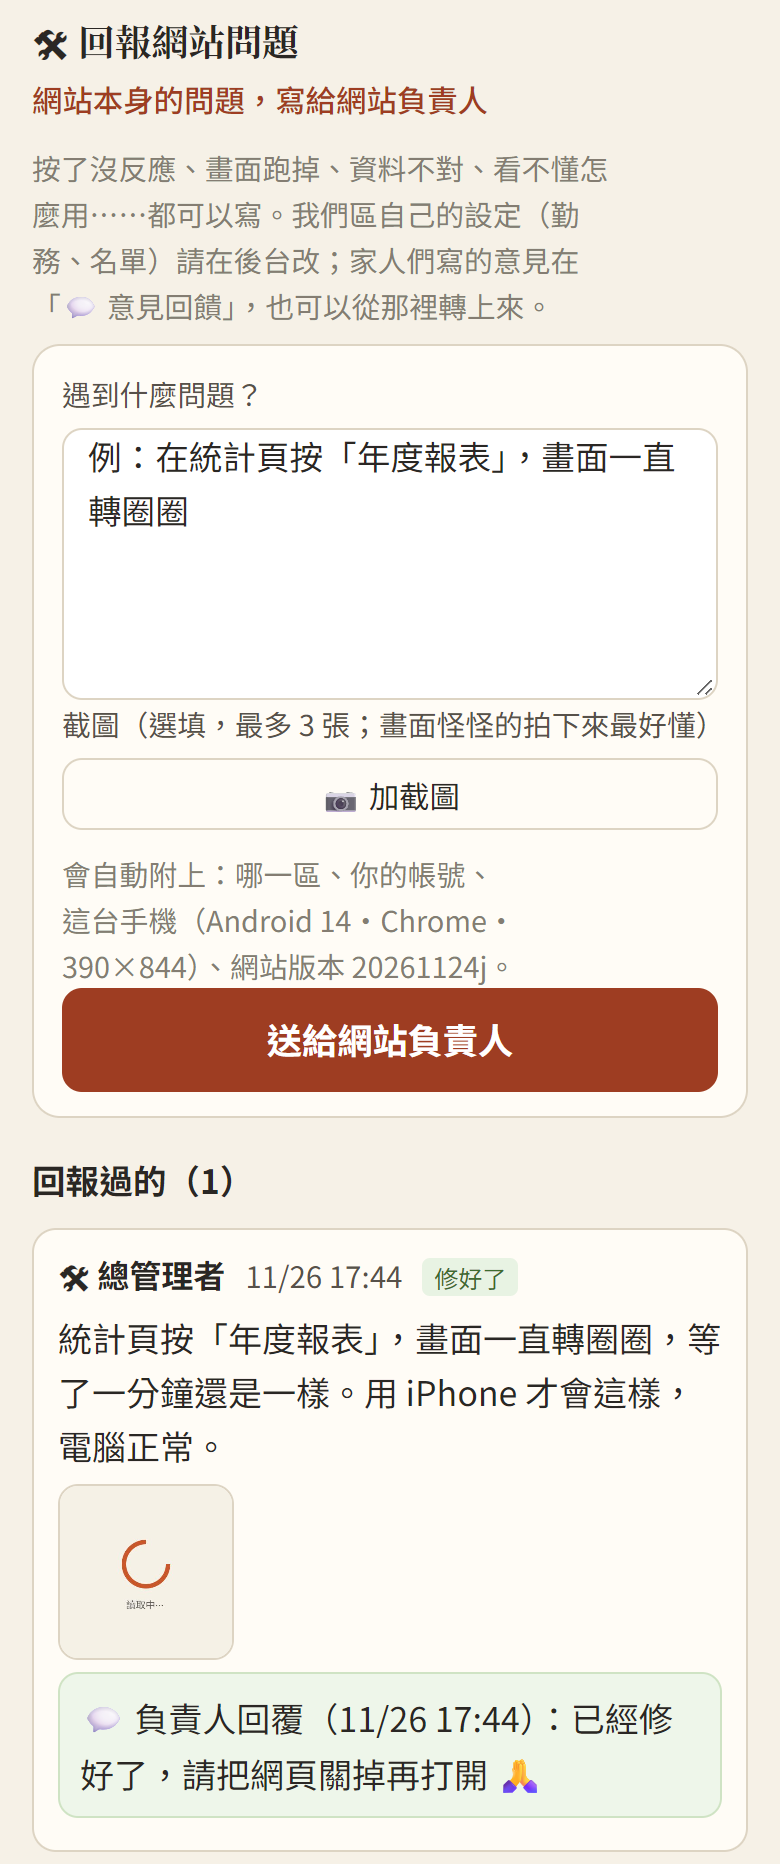 🛠 回報網站問題
網站本身的問題，寫給網站負責人
按了沒反應、畫面跑掉、資料不對、看不懂怎
麼用⋯⋯都可以寫。我們區自己的設定（勤
務、名單）請在後台改；家人們寫的意見在
「💬 意見回饋」，也可以從那裡轉上來。
遇到什麼問題？
例：在統計頁按「年度報表」，畫面一直
轉圈圈
截圖（選填，最多 3 張；畫面怪怪的拍下來最好懂）
📷 加截圖
會自動附上：哪一區、你的帳號、
這台手機（Android 14・Chrome・
390×844）、網站版本 20261124j。
送給網站負責人
回報過的（1）
🛠 總管理者 11/26 17:44 修好了
統計頁按「年度報表」，畫面一直轉圈圈，等
了一分鐘還是一樣。用 iPhone 才會這樣，
電腦正常。
讀取中⋯
💬 負責人回覆（11/26 17:44）：已經修
好了，請把網頁關掉再打開 🙏